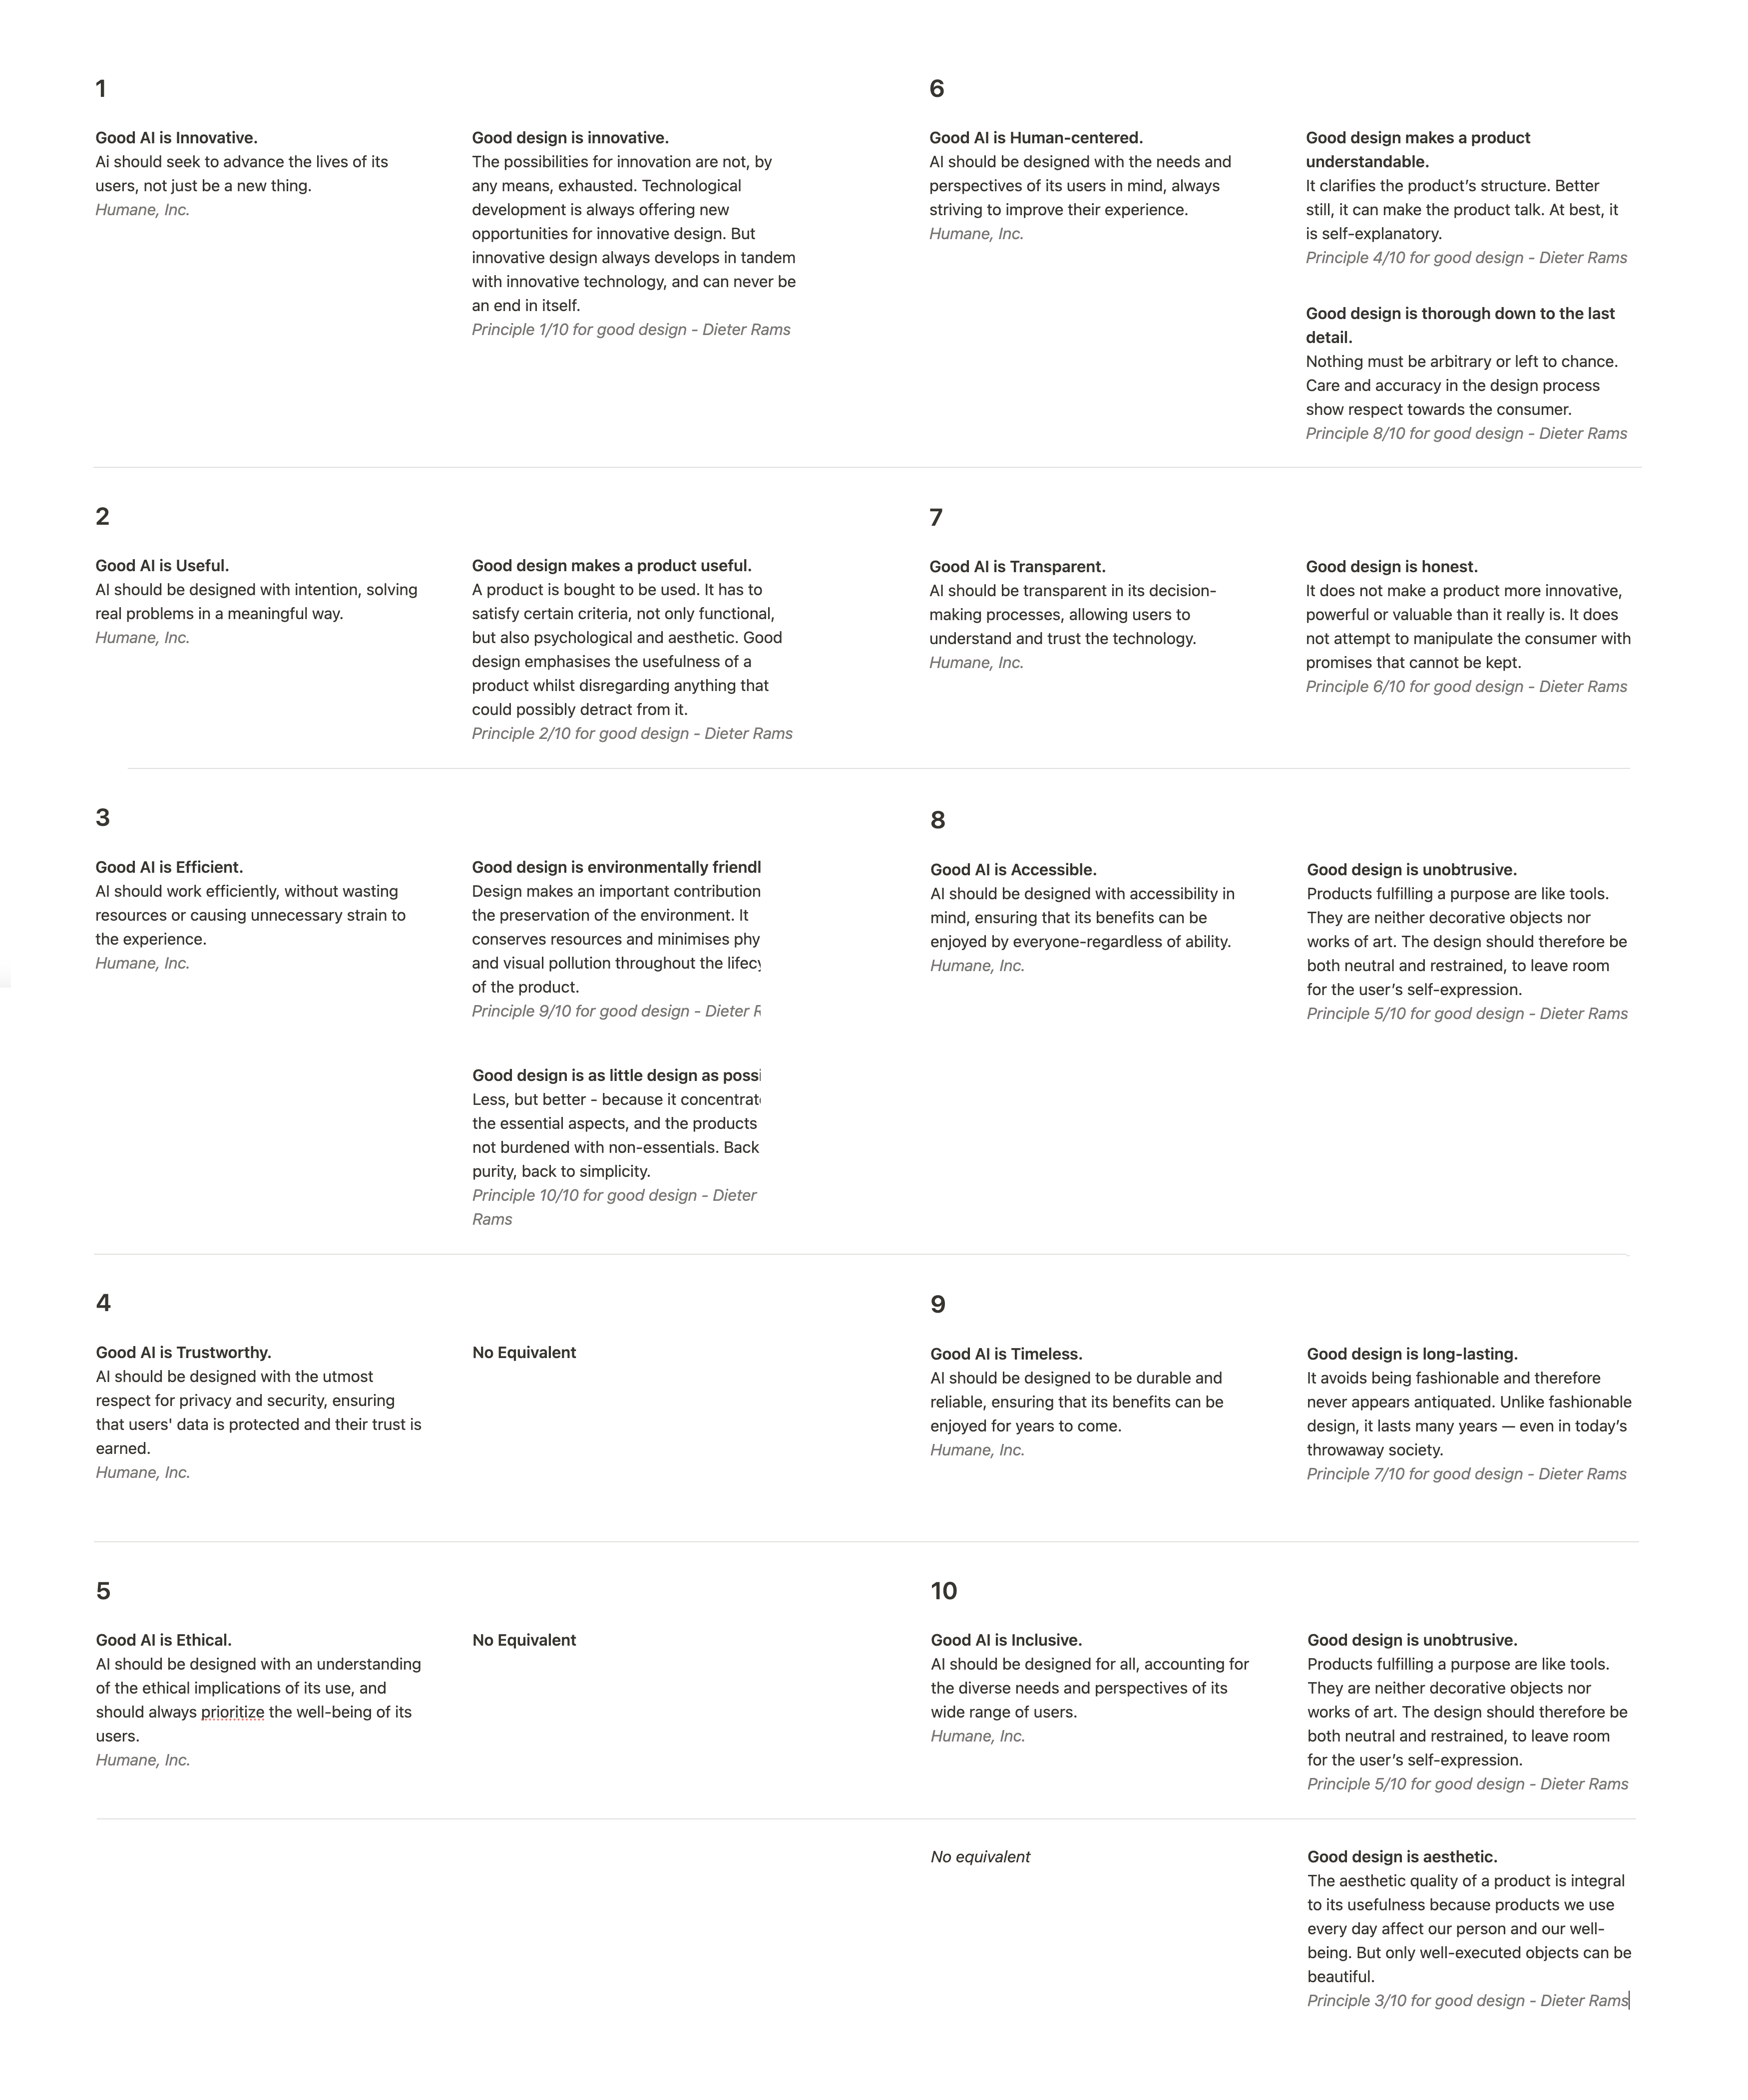 1
Good AI is Innovative.
Ai should seek to advance the lives of its
users, not just be a new thing.
Humane, Inc.
Good design is innovative.
The possibilities for innovation are not, by
any means, exhausted. Technological
development is always offering new
opportunities for innovative design. But
innovative design always develops in tandem
with innovative technology, and can never be
an end in itself.
Principle 1/10 for good design - Dieter Rams
6
Good AI is Human-centered.
AI should be designed with the needs and
perspectives of its users in mind, always
striving to improve their experience.
Humane, Inc.
Good design makes a product
understandable.
It clarifies the product’s structure. Better
still, it can make the product talk. At best, it
is self-explanatory.
Principle 4/10 for good design - Dieter Rams
Good design is thorough down to the last
detail.
Nothing must be arbitrary or left to chance.
Care and accuracy in the design process
show respect towards the consumer.
Principle 8/10 for good design - Dieter Rams
2
Good AI is Useful.
AI should be designed with intention, solving
real problems in a meaningful way.
Humane, Inc.
Good design makes a product useful.
A product is bought to be used. It has to
satisfy certain criteria, not only functional,
but also psychological and aesthetic. Good
design emphasises the usefulness of a
product whilst disregarding anything that
could possibly detract from it.
Principle 2/10 for good design - Dieter Rams
7
Good AI is Transparent.
AI should be transparent in its decision-
making processes, allowing users to
understand and trust the technology.
Humane, Inc.
Good design is honest.
It does not make a product more innovative,
powerful or valuable than it really is. It does
not attempt to manipulate the consumer with
promises that cannot be kept.
Principle 6/10 for good design - Dieter Rams
3
Good AI is Efficient.
AI should work efficiently, without wasting
resources or causing unnecessary strain to
the experience.
Humane, Inc.
Good design is environmentally
Design makes an important contribution
the preservation of the environment. It
conserves resources and minimises
and visual pollution throughout the
of the product.
Principle 9/10 for good design - Dieter
Good design is as little design as
Less, but better - because it
the essential aspects, and the products
not burdened with non-essentials. Back
purity, back to simplicity.
Principle 10/10 for good design - Dieter
Rams
8
Good AI is Accessible.
AI should be designed with accessibility in
mind, ensuring that its benefits can be
enjoyed by everyone-regardless of ability.
Humane, Inc.
Good design is unobtrusive.
Products fulfilling a purpose are like tools.
They are neither decorative objects nor
works of art. The design should therefore be
both neutral and restrained, to leave room
for the user’s self-expression.
Principle 5/10 for good design - Dieter Rams
4
Good AI is Trustworthy.
AI should be designed with the utmost
respect for privacy and security, ensuring
that users' data is protected and their trust is
earned.
Humane, Inc.
No Equivalent
9
Good AI is Timeless.
AI should be designed to be durable and
reliable, ensuring that its benefits can be
enjoyed for years to come.
Humane, Inc.
Good design is long-lasting.
It avoids being fashionable and therefore
never appears antiquated. Unlike fashionable
design, it lasts many years — even in today’s
throwaway society.
Principle 7/10 for good design - Dieter Rams
5
Good AI is Ethical.
AI should be designed with an understanding
of the ethical implications of its use, and
should always prioritize the well-being of its
users.
Humane, Inc.
No Equivalent
10
Good AI is Inclusive.
AI should be designed for all, accounting for
the diverse needs and perspectives of its
wide range of users.
Humane, Inc.
Good design is unobtrusive.
Products fulfilling a purpose are like tools.
They are neither decorative objects nor
works of art. The design should therefore be
both neutral and restrained, to leave room
for the user’s self-expression.
Principle 5/10 for good design - Dieter Rams
No equivalent
Good design is aesthetic.
The aesthetic quality of a product is integral
to its usefulness because products we use
every day affect our person and our well-
being. But only well-executed objects can be
beautiful.
Principle 3/10 for good design - Dieter Rams